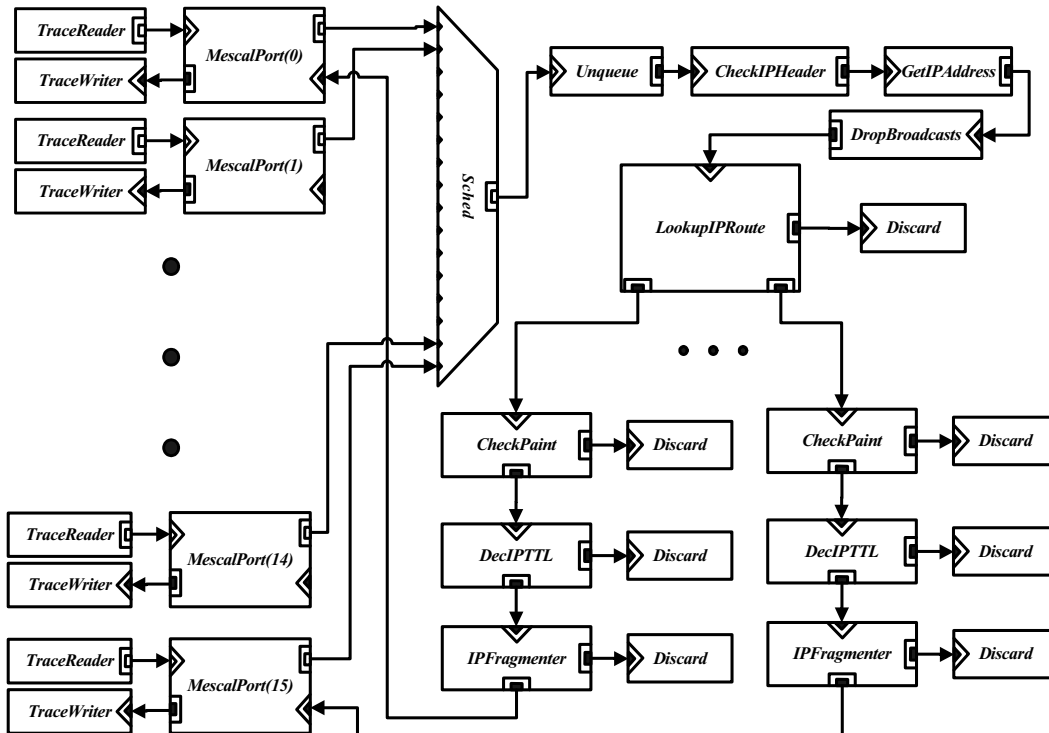 TraceReader
MescalPort(0)
TraceWriter
TraceReader
MescalPort(1)
TraceWriter
Sched
Unqueue
CheckIPHeader
GetIPAddress
DropBroadcasts
LookupIPRoute
Discard
CheckPaint
Discard
CheckPaint
Discard
TraceReader
MescalPort(14)
TraceWriter
DecIPTTL
Discard
DecIPTTL
Discard
TraceReader
MescalPort(15)
TraceWriter
IPFragmenter
Discard
IPFragmenter
Discard